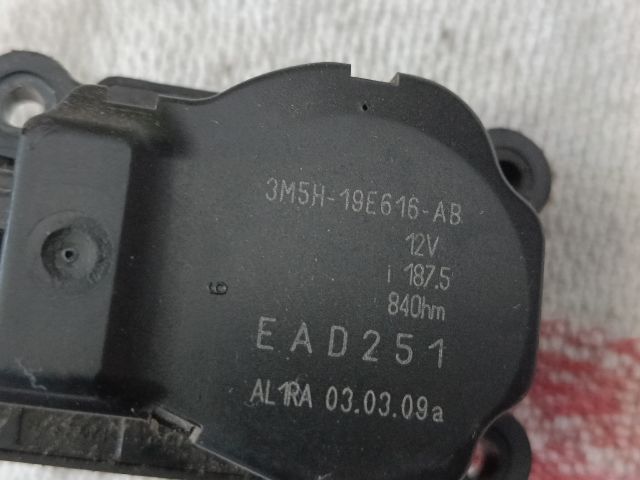 3M5H-19E616-AB
12V
i 187.5
84Ohm
EAD251
AL1RA 03.03.09a